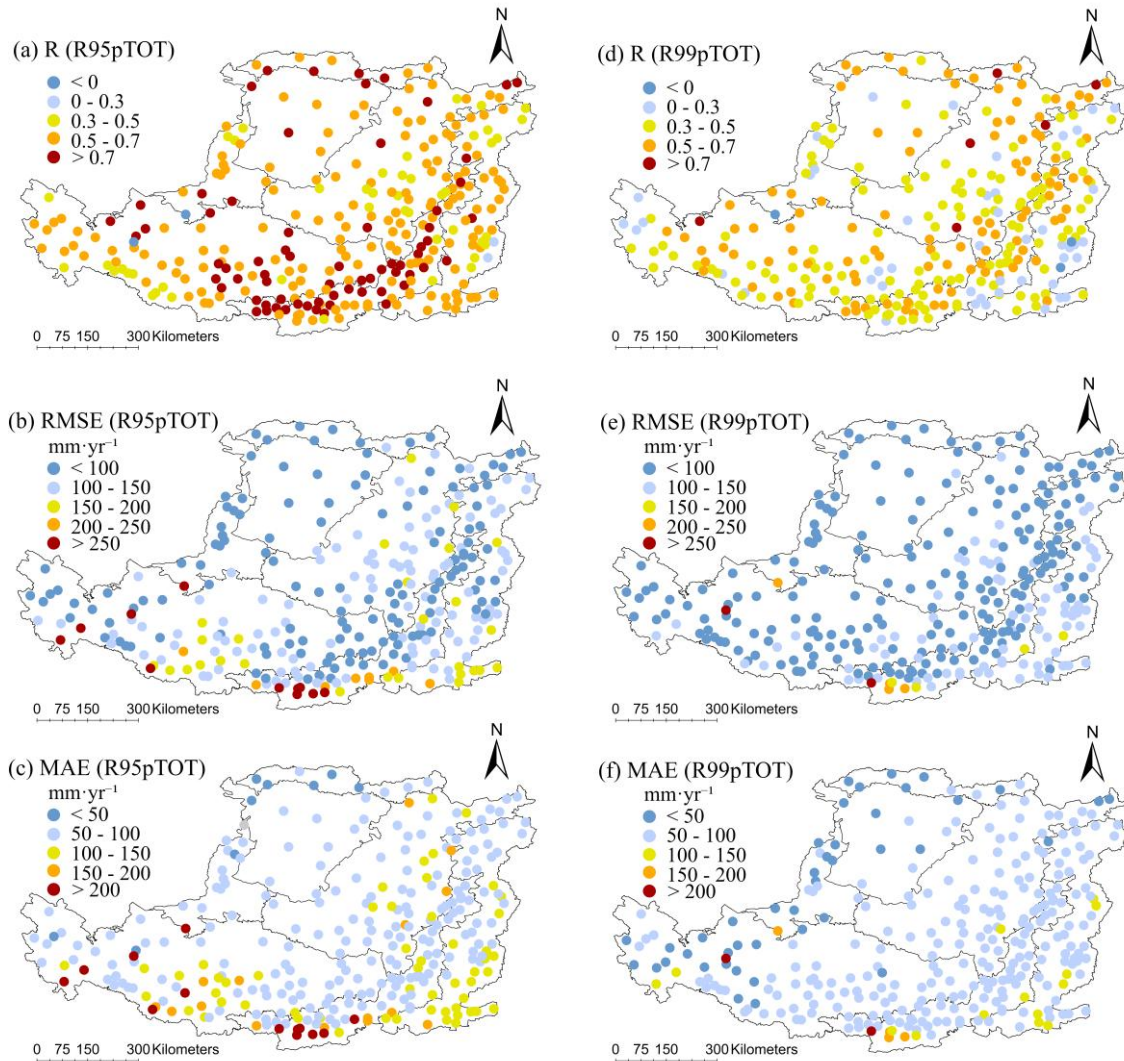 (a) R (R95pTOT)
< 0
0 - 0.3
0.3 - 0.5
0.5 - 0.7
> 0.7
N
0 75 150 300 Kilometers
(d) R (R99pTOT)
< 0
0 - 0.3
0.3 - 0.5
0.5 - 0.7
> 0.7
N
0 75 150 300 Kilometers
(b) RMSE (R95pTOT)
mm·yr⁻¹
< 100
100 - 150
150 - 200
200 - 250
> 250
N
0 75 150 300 Kilometers
(e) RMSE (R99pTOT)
mm·yr⁻¹
< 100
100 - 150
150 - 200
200 - 250
> 250
N
0 75 150 300 Kilometers
(c) MAE (R95pTOT)
mm·yr⁻¹
< 50
50 - 100
100 - 150
150 - 200
> 200
N
0 75 150 300 Kilometers
(f) MAE (R99pTOT)
mm·yr⁻¹
< 50
50 - 100
100 - 150
150 - 200
> 200
N
0 75 150 300 Kilometers